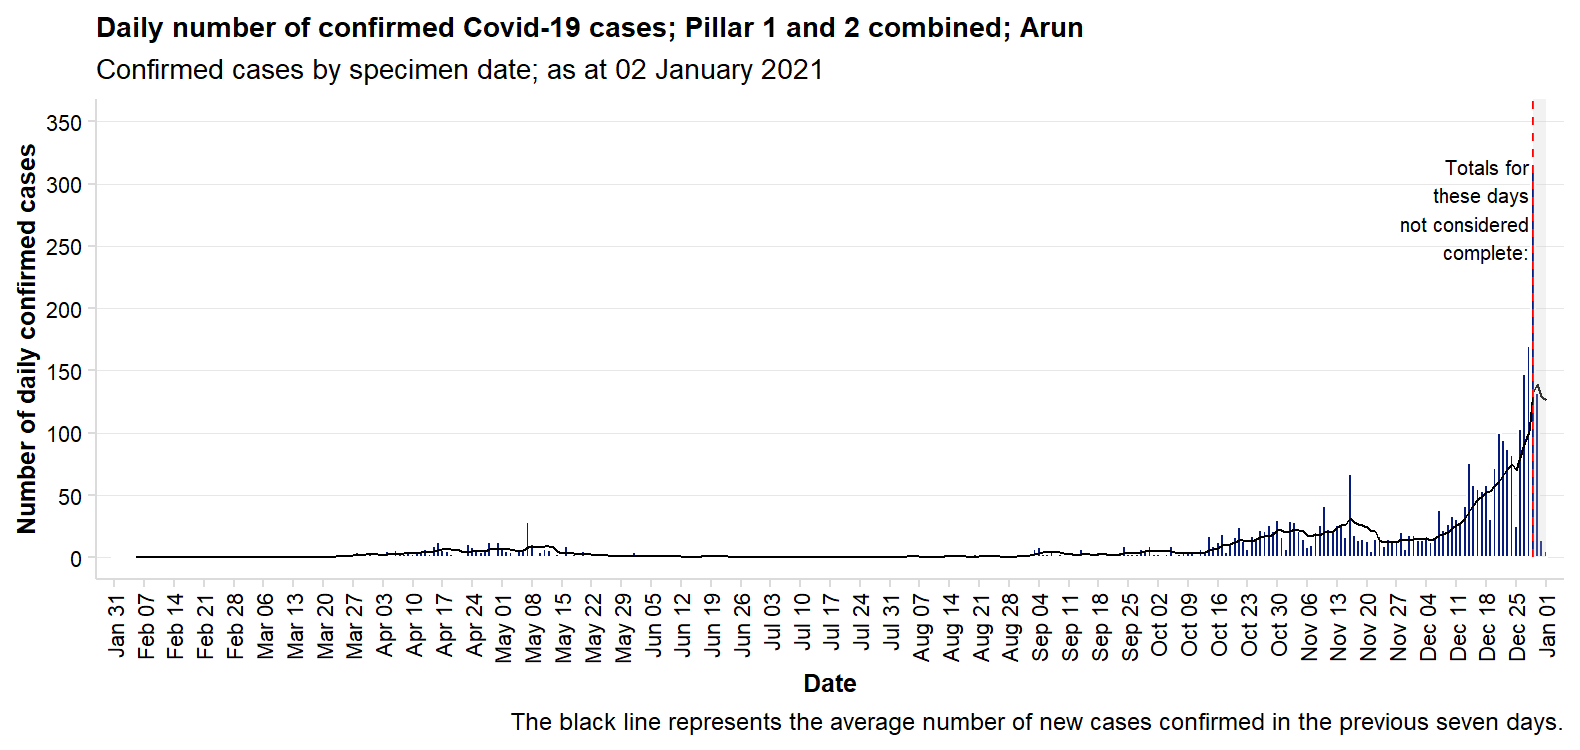 Daily number of confirmed Covid-19 cases; Pillar 1 and 2 combined; Arun
Confirmed cases by specimen date; as at 02 January 2021
Number of daily confirmed cases
350
300
250
200
150
100
50
0
Totals for
these days
not considered
complete:
Jan 31
Feb 07
Feb 14
Feb 21
Feb 28
Mar 06
Mar 13
Mar 20
Mar 27
Apr 03
Apr 10
Apr 17
Apr 24
May 01
May 08
May 15
May 22
May 29
Jun 05
Jun 12
Jun 19
Jun 26
Jul 03
Jul 10
Jul 17
Jul 24
Jul 31
Aug 07
Aug 14
Aug 21
Aug 28
Sep 04
Sep 11
Sep 18
Sep 25
Oct 02
Oct 09
Oct 16
Oct 23
Oct 30
Nov 06
Nov 13
Nov 20
Nov 27
Dec 04
Dec 11
Dec 18
Dec 25
Jan 01
Date
The black line represents the average number of new cases confirmed in the previous seven days.